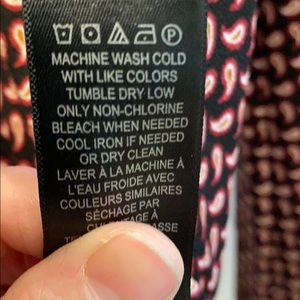 MACHINE WASH COLD
WITH LIKE COLORS
TUMBLE DRY LOW
ONLY NON-CHLORINE
BLEACH WHEN NEEDED
COOL IRON IF NEEDED
OR DRY CLEAN
LAVER À LA MACHINE À
L'EAU FROIDE AVEC
COULEURS SIMILAIRES
SÉCHAGE PAR